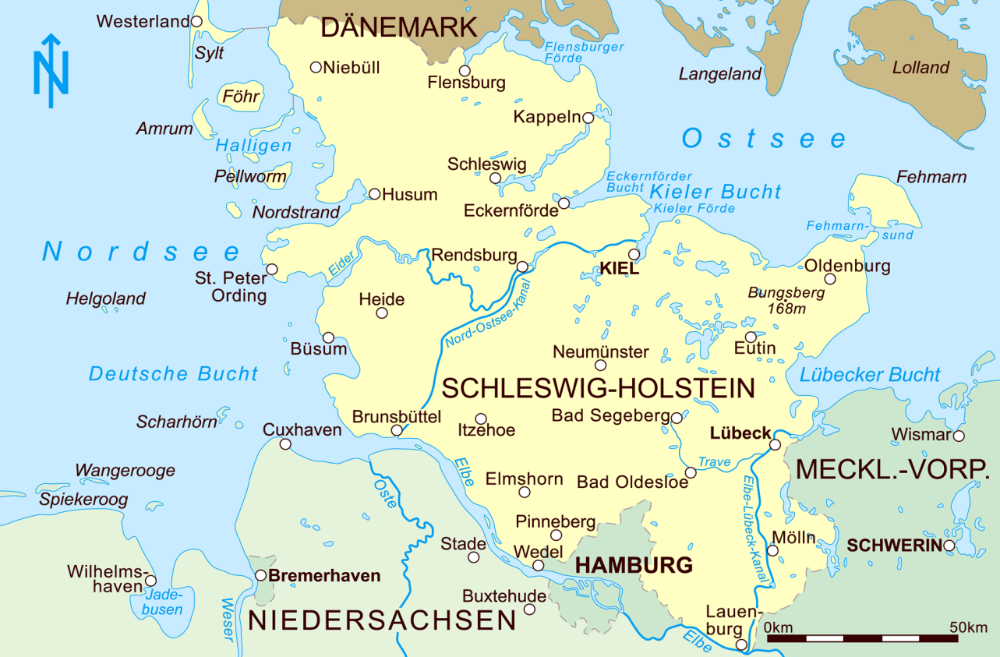 Westerland
DÄNEMARK
N
Sylt
Niebüll
Flensburger
Förde
Flensburg
Langeland
Lolland
Föhr
Kappeln
Amrum
Halligen
Ostsee
Schleswig
Pellworm
Eckernförder
Bucht
Kieler Bucht
Fehmarn
Husum
Eckernförde
Kieler Förde
Nordstrand
Fehmarn-
sund
Nordsee
Eider
Rendsburg
KIEL
Oldenburg
St. Peter
Ording
Helgoland
Heide
Nord-Ostsee-Kanal
Bungsberg
168m
Büsum
Neumünster
Eutin
Deutsche Bucht
Lübecker Bucht
SCHLESWIG-HOLSTEIN
Scharhörn
Cuxhaven
Brunsbüttel
Itzehoe
Bad Segeberg
Lübeck
Wismar
Wangerooge
Spiekeroog
Oste
Elbe
Elmshorn
Bad Oldesloe
Trave
MECKL.-VORP.
Elbe-Lübeck-Kanal
Pinneberg
Stade
Wedel
Mölln
SCHWERIN
Wilhelms-
haven
Jade-
busen
Bremerhaven
HAMBURG
Weser
NIEDERSACHSEN
Buxtehude
Lauen-
burg
Elbe
0km
50km